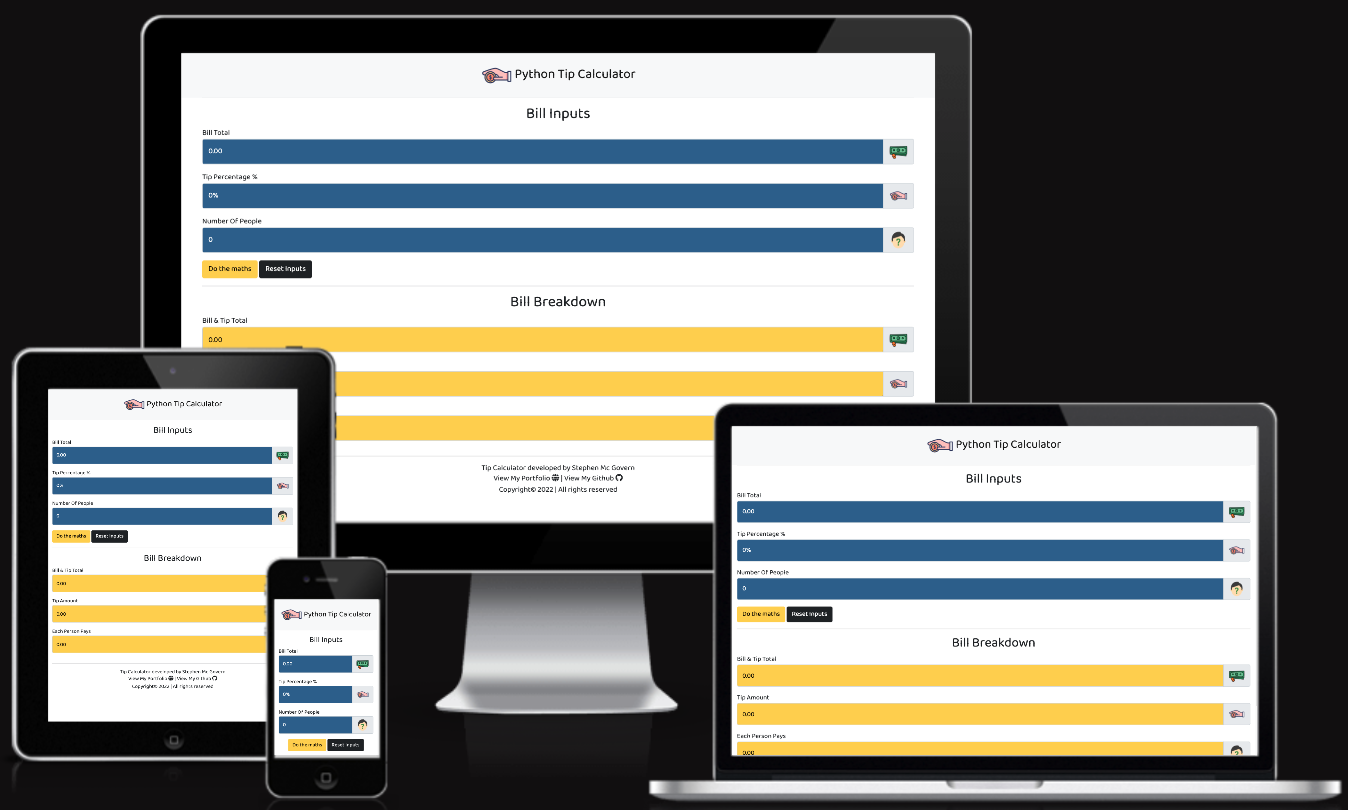 Python Tip Calculator
Bill Inputs
Bill Total
0.00
Tip Percentage %
0%
Number Of People
0
Do the maths Reset Inputs
Bill Breakdown
Bill & Tip Total
0.00
Tip Calculator developed by Stephen Mc Govern
View My Portfolio | View My Github
Copyright© 2022 | All rights reserved
Python Tip Calculator
Bill Inputs
Bill Total
0.00
Tip Percentage %
0%
Number Of People
0
Do the maths Reset Inputs
Bill Breakdown
Bill & Tip Total
0.00
Tip Amount
0.00
Each Person Pays
0.00
Tip Calculator developed by Stephen Mc Govern
View My Portfolio | View My Github
Copyright© 2022 | All rights reserved
Python Tip Calculator
Bill Inputs
Bill Total
0.00
Tip Percentage %
0%
Number Of People
0
Do the maths Reset Inputs
Python Tip Calculator
Bill Inputs
Bill Total
0.00
Tip Percentage %
0%
Number Of People
0
Do the maths Reset Inputs
Bill Breakdown
Bill & Tip Total
0.00
Tip Amount
0.00
Each Person Pays
0.00